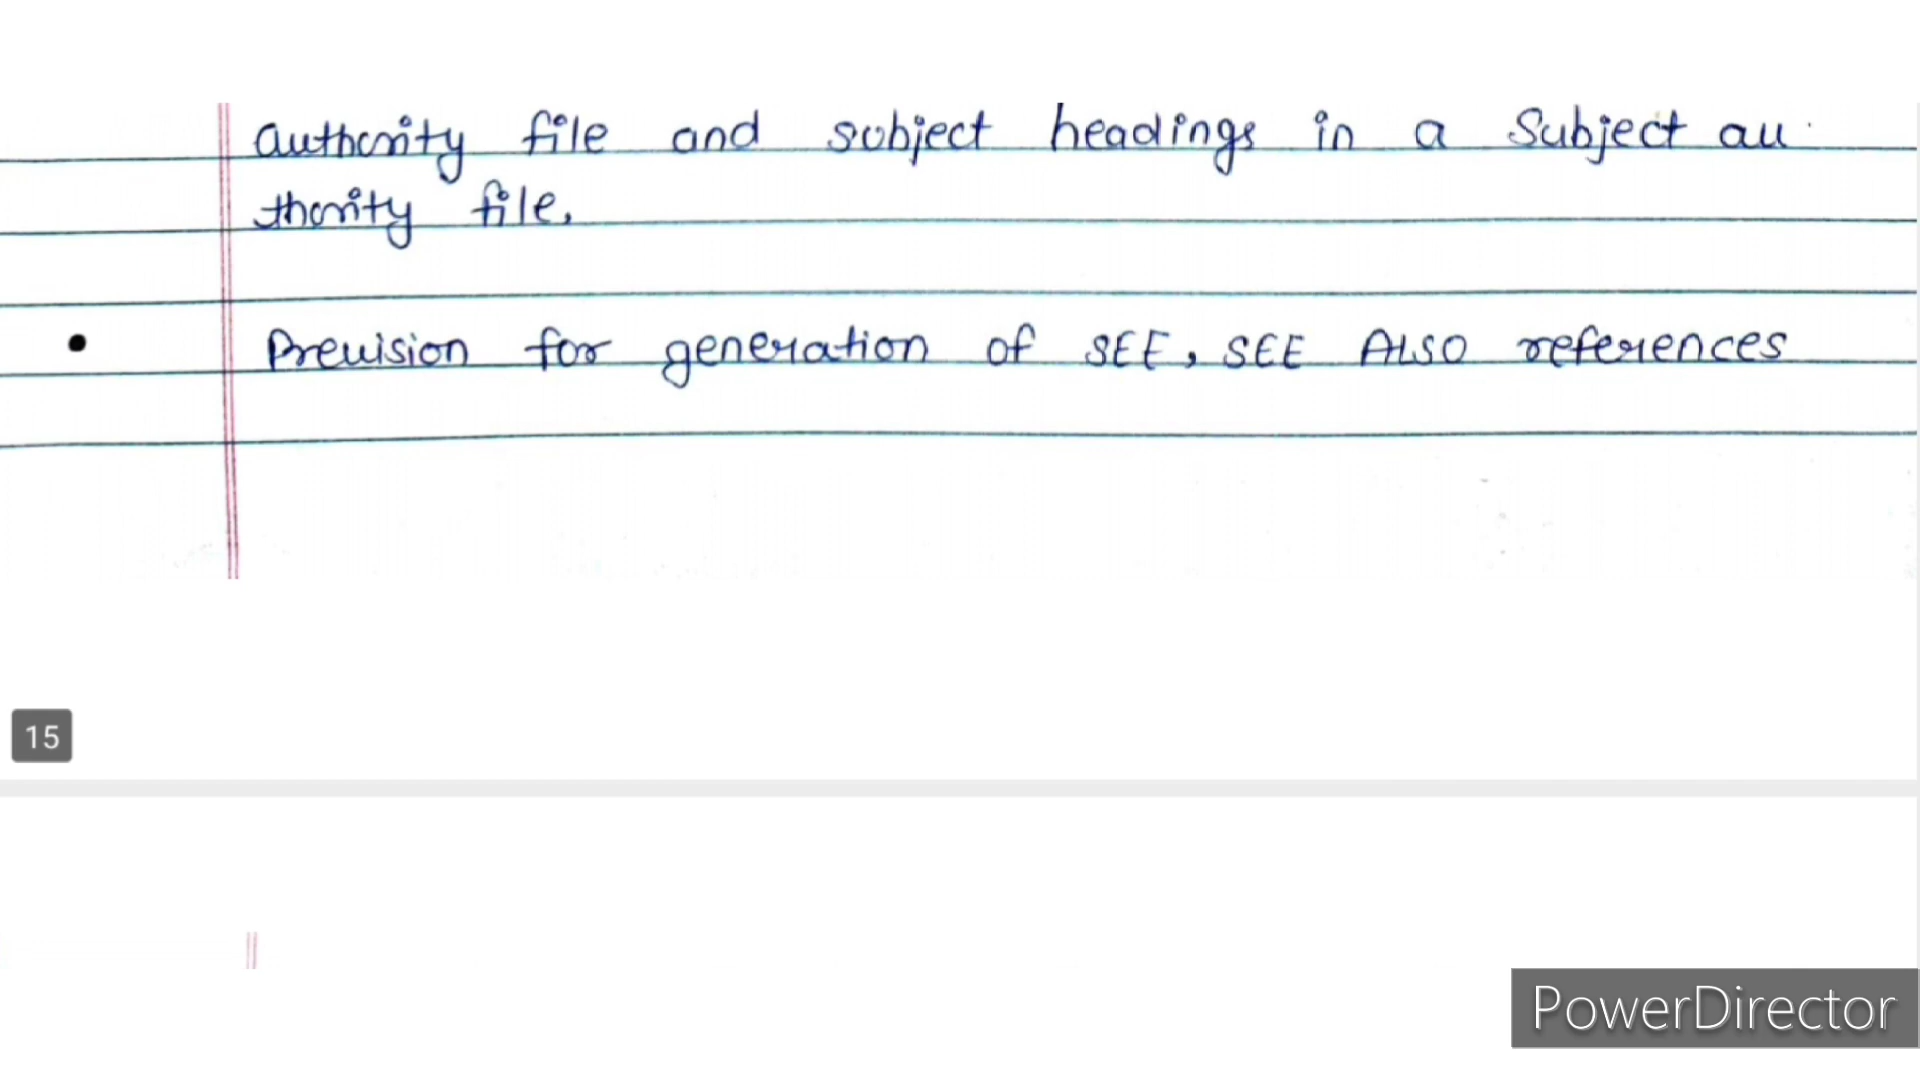 authority file and subject headings in a Subject au
thority file.
• Prevision for generation of SEE, SEE ALSO references
15
PowerDirector